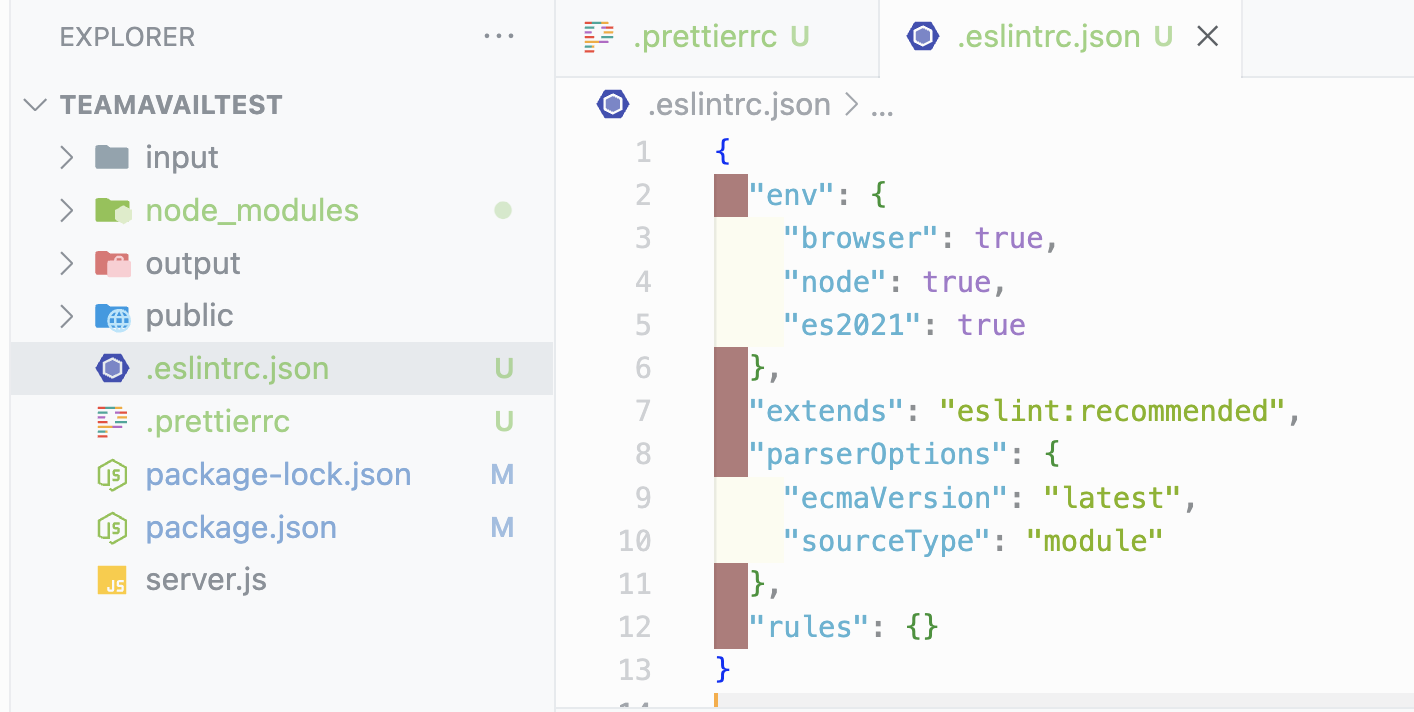 EXPLORER ...
TEAMAVAILTEST
input
node_modules
output
public
.eslintrc.json U
.prettierrc U
package-lock.json M
package.json M
JS server.js
.prettierrc U
.eslintrc.json U
.eslintrc.json > ...
1 {
2 "env": {
3 "browser": true,
4 "node": true,
5 "es2021": true
6 },
7 "extends": "eslint:recommended",
8 "parserOptions": {
9 "ecmaVersion": "latest",
10 "sourceType": "module"
11 },
12 "rules": {}
13 }